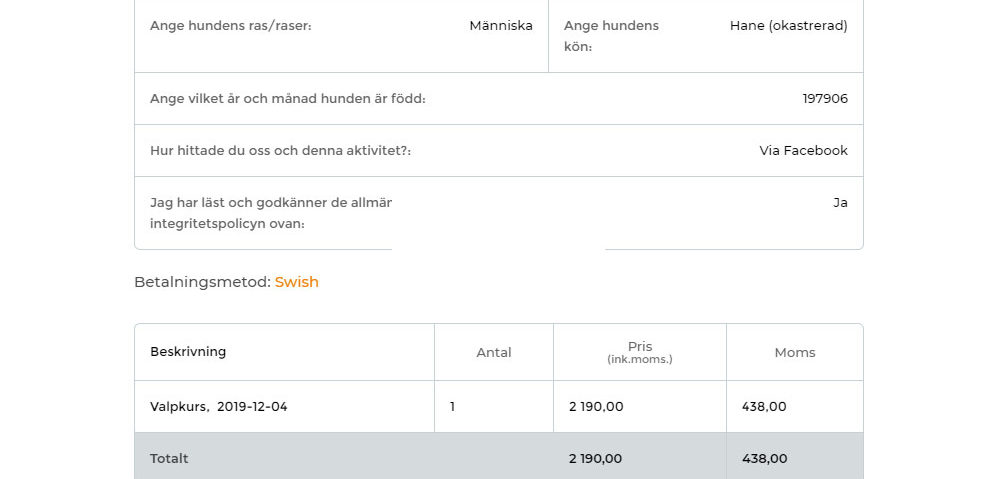 Ange hundens ras/raser:
Människa
Ange hundens
kön:
Hane (okastrerad)
Ange vilket år och månad hunden är född:
197906
Hur hittade du oss och denna aktivitet?:
Via Facebook
Jag har läst och godkänner de allmän
integritetspolicyn ovan:
Ja
Betalningsmetod: Swish
Beskrivning
Antal
Pris
(ink.moms.)
Moms
Valpkurs, 2019-12-04
1
2 190,00
438,00
Totalt
2 190,00
438,00